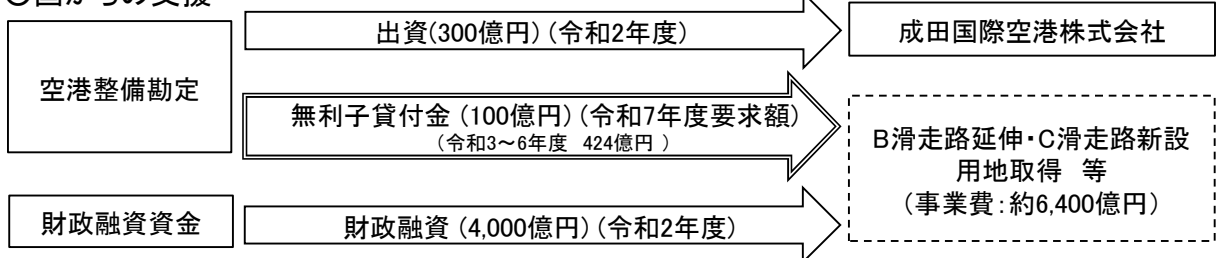 〇国からの支援
空港整備勘定
出資(300億円)(令和2年度)
成田国際空港株式会社
無利子貸付金(100億円)(令和7年度要求額)
(令和3～6年度 424億円 )
B滑走路延伸・C滑走路新設
用地取得 等
(事業費:約6,400億円)
財政融資資金
財政融資(4,000億円)(令和2年度)